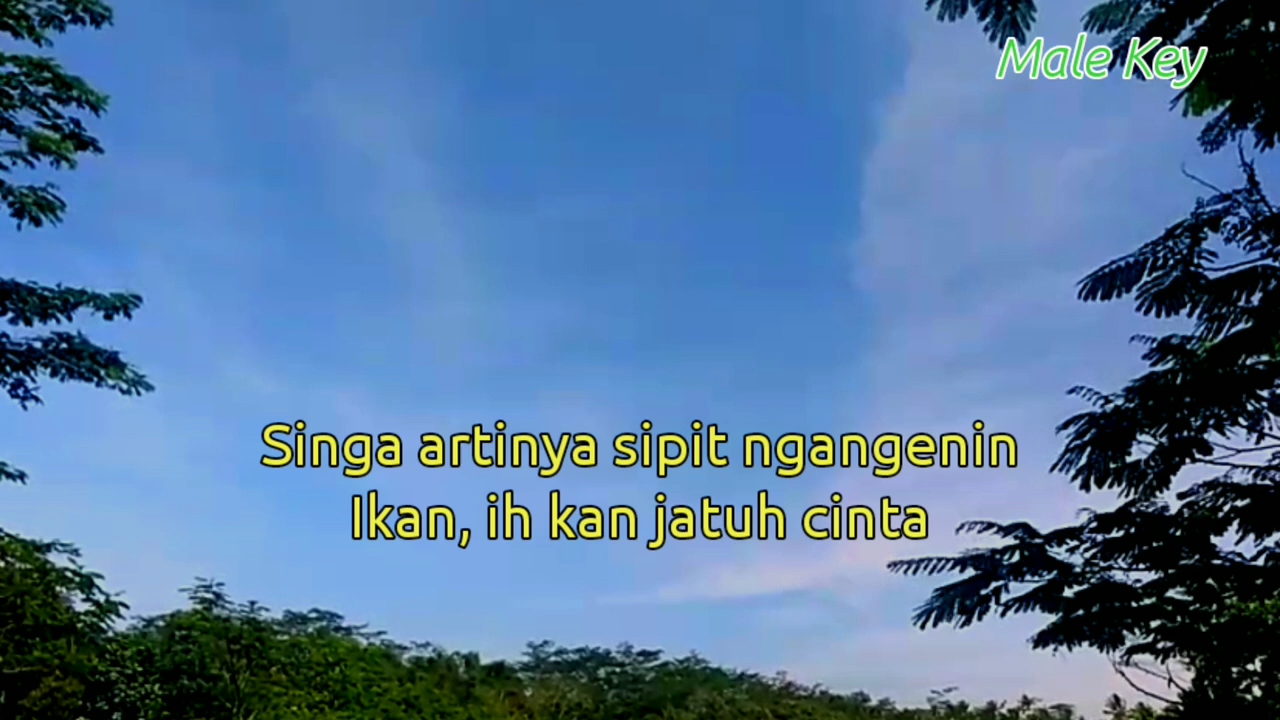 Male Key
Singa artinya sipit ngangenin
Ikan, ih kan jatuh cinta